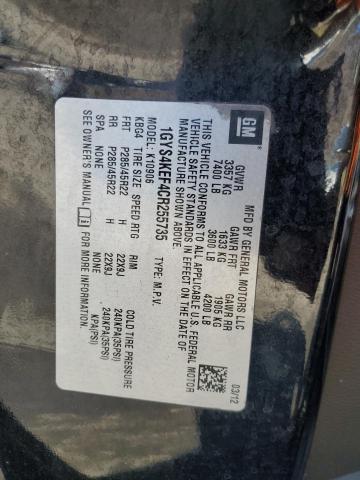 GM
MFD BY GENERAL MOTORS LLC
03/12
GVWR GAWR FRT GAWR RR
3357 KG 1633 KG 1905 KG
7400 LB 3600 LB 4200 LB
THIS VEHICLE CONFORMS TO ALL APPLICABLE U.S. FEDERAL MOTOR
VEHICLE SAFETY STANDARDS IN EFFECT ON THE DATE OF
MANUFACTURE SHOWN ABOVE.
1GYS4KEF4CR255735 TYPE: M.P.V.
MODEL: K10906
KBG4 TIRE SIZE SPEED RTG RIM COLD TIRE PRESSURE
FRT P285/45R22 H 22X9J 240KPA(35PSI)
RR P285/45R22 H 22X9J 240KPA(35PSI)
SPA NONE NONE KPA(PSI)
SEE OWNER'S MANUAL FOR MORE INFORMATION.